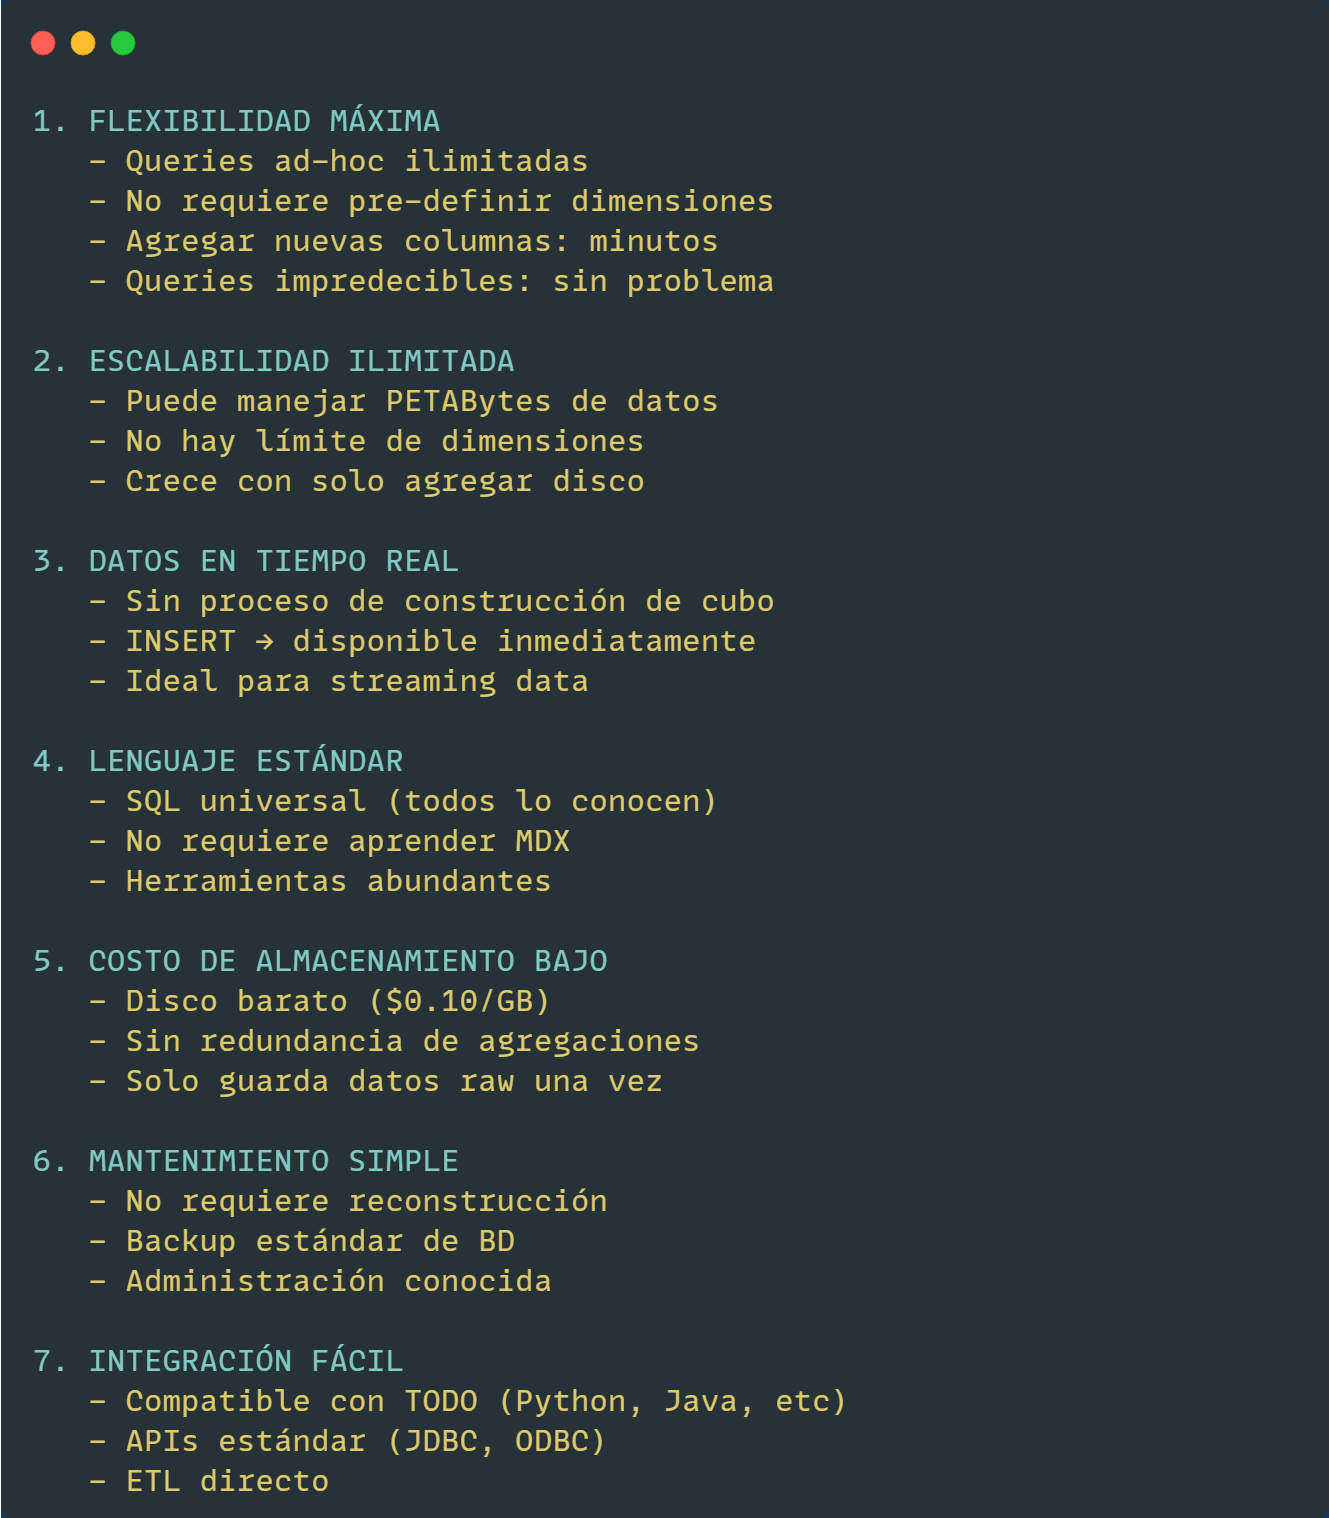 1. FLEXIBILIDAD MÁXIMA
– Queries ad-hoc ilimitadas
– No requiere pre-definir dimensiones
– Agregar nuevas columnas: minutos
– Queries impredecibles: sin problema
2. ESCALABILIDAD ILIMITADA
– Puede manejar PETABytes de datos
– No hay límite de dimensiones
– Crece con solo agregar disco
3. DATOS EN TIEMPO REAL
– Sin proceso de construcción de cubo
– INSERT → disponible inmediatamente
– Ideal para streaming data
4. LENGUAJE ESTÁNDAR
– SQL universal (todos lo conocen)
– No requiere aprender MDX
– Herramientas abundantes
5. COSTO DE ALMACENAMIENTO BAJO
– Disco barato ($0.10/GB)
– Sin redundancia de agregaciones
– Solo guarda datos raw una vez
6. MANTENIMIENTO SIMPLE
– No requiere reconstrucción
– Backup estándar de BD
– Administración conocida
7. INTEGRACIÓN FÁCIL
– Compatible con TODO (Python, Java, etc)
– APIs estándar (JDBC, ODBC)
– ETL directo